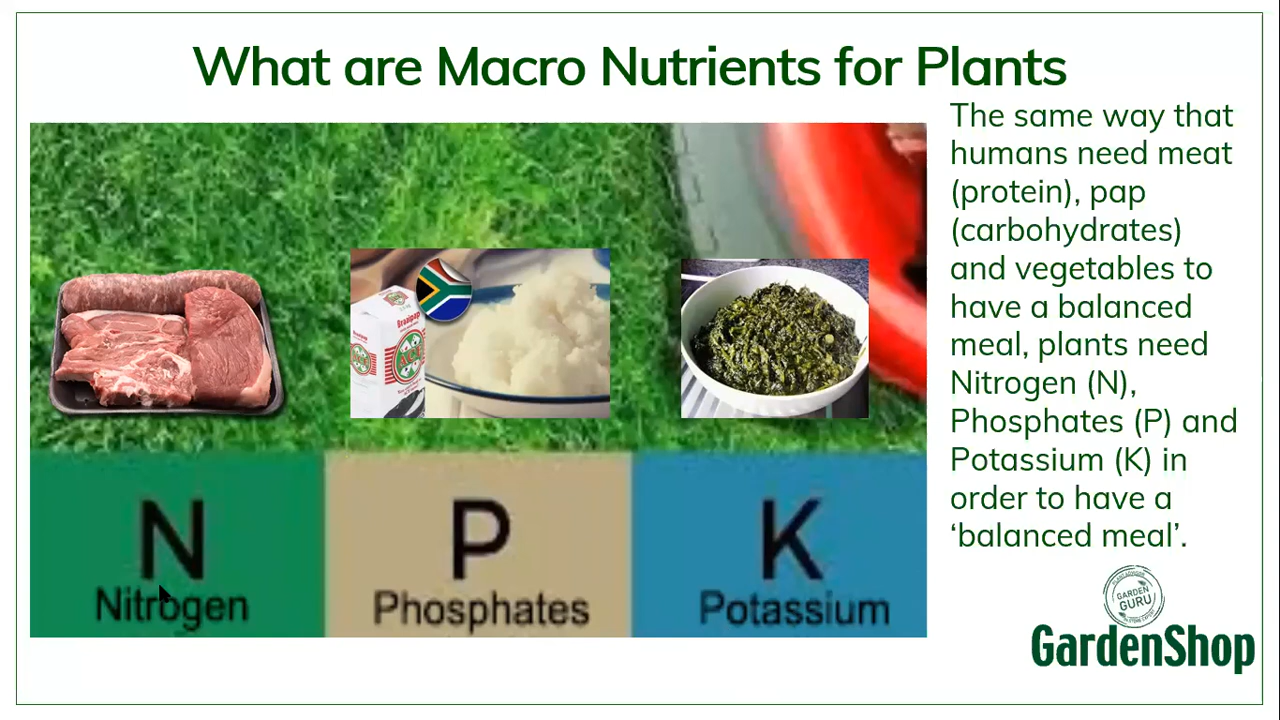 What are Macro Nutrients for Plants
The same way that
humans need meat
(protein), pap
(carbohydrates)
and vegetables to
have a balanced
meal, plants need
Nitrogen (N),
Phosphates (P) and
Potassium (K) in
order to have a
‘balanced meal’.
Braaipap
ACE
N
Nitrogen
P
Phosphates
K
Potassium
GARDEN
GURU
GardenShop